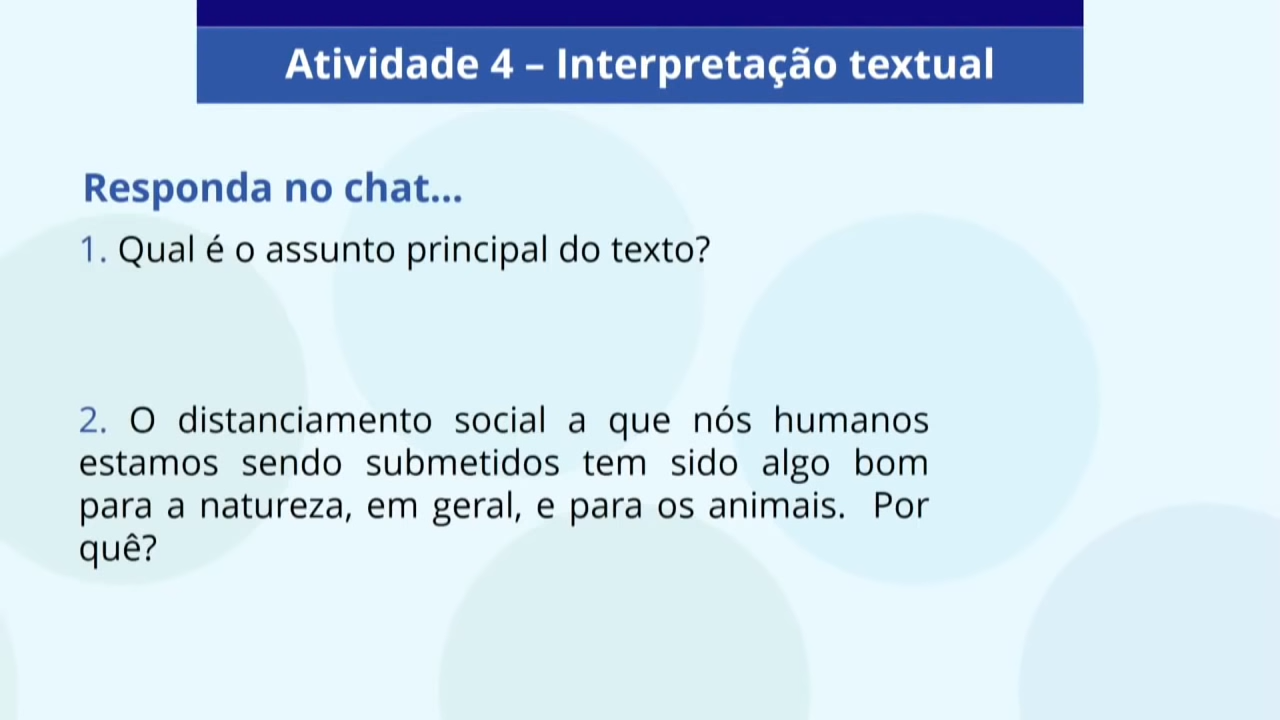 Atividade 4 – Interpretação textual
Responda no chat...
1. Qual é o assunto principal do texto?
2. O distanciamento social a que nós humanos
estamos sendo submetidos tem sido algo bom
para a natureza, em geral, e para os animais. Por
quê?